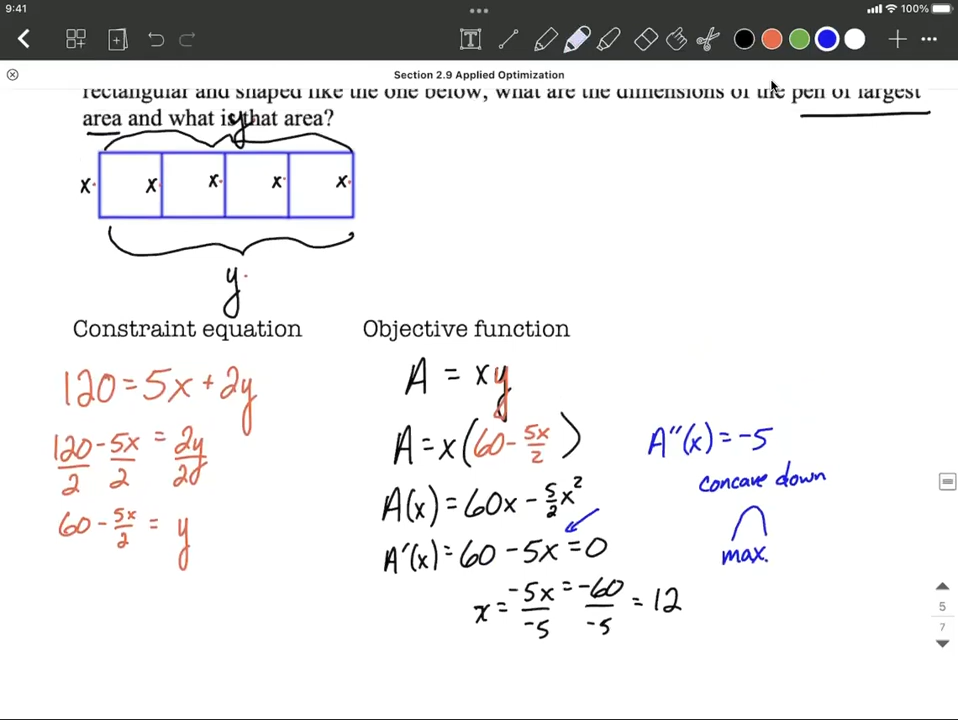 9:41 100%
Section 2.9 Applied Optimization
rectangular and shaped like the one below, what are the dimensions of the pen of largest
area and what is that area?
y
x x x x x
y
Constraint equation
120 = 5x + 2y
120/2 - 5x/2 = 2y/2
60 - 5x/2 = y
Objective function
A = xy
A = x(60 - 5x/2)
A(x) = 60x - 5/2 x²
A'(x) = 60 - 5x = 0
x = -5x/-5 = -60/-5 = 12
A''(x) = -5
concave down
max.
5
7